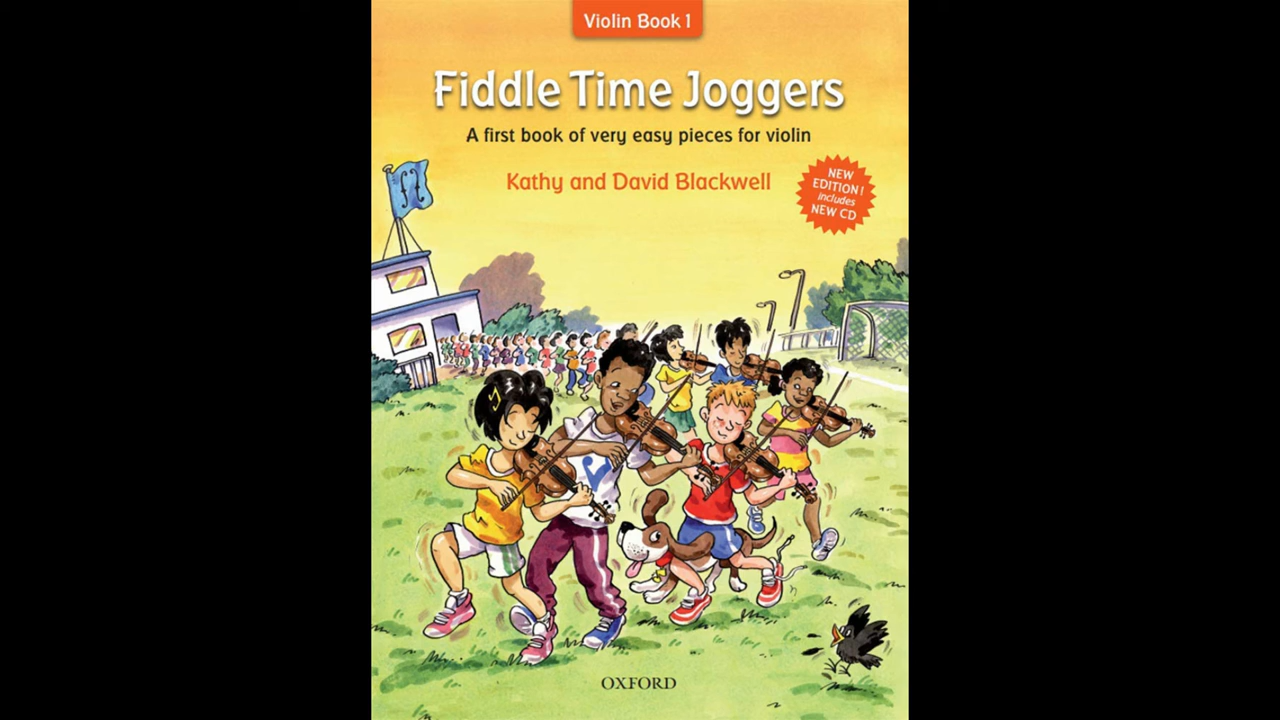 Violin Book 1
Fiddle Time Joggers
A first book of very easy pieces for violin
Kathy and David Blackwell
NEW
EDITION!
includes
NEW CD
OXFORD